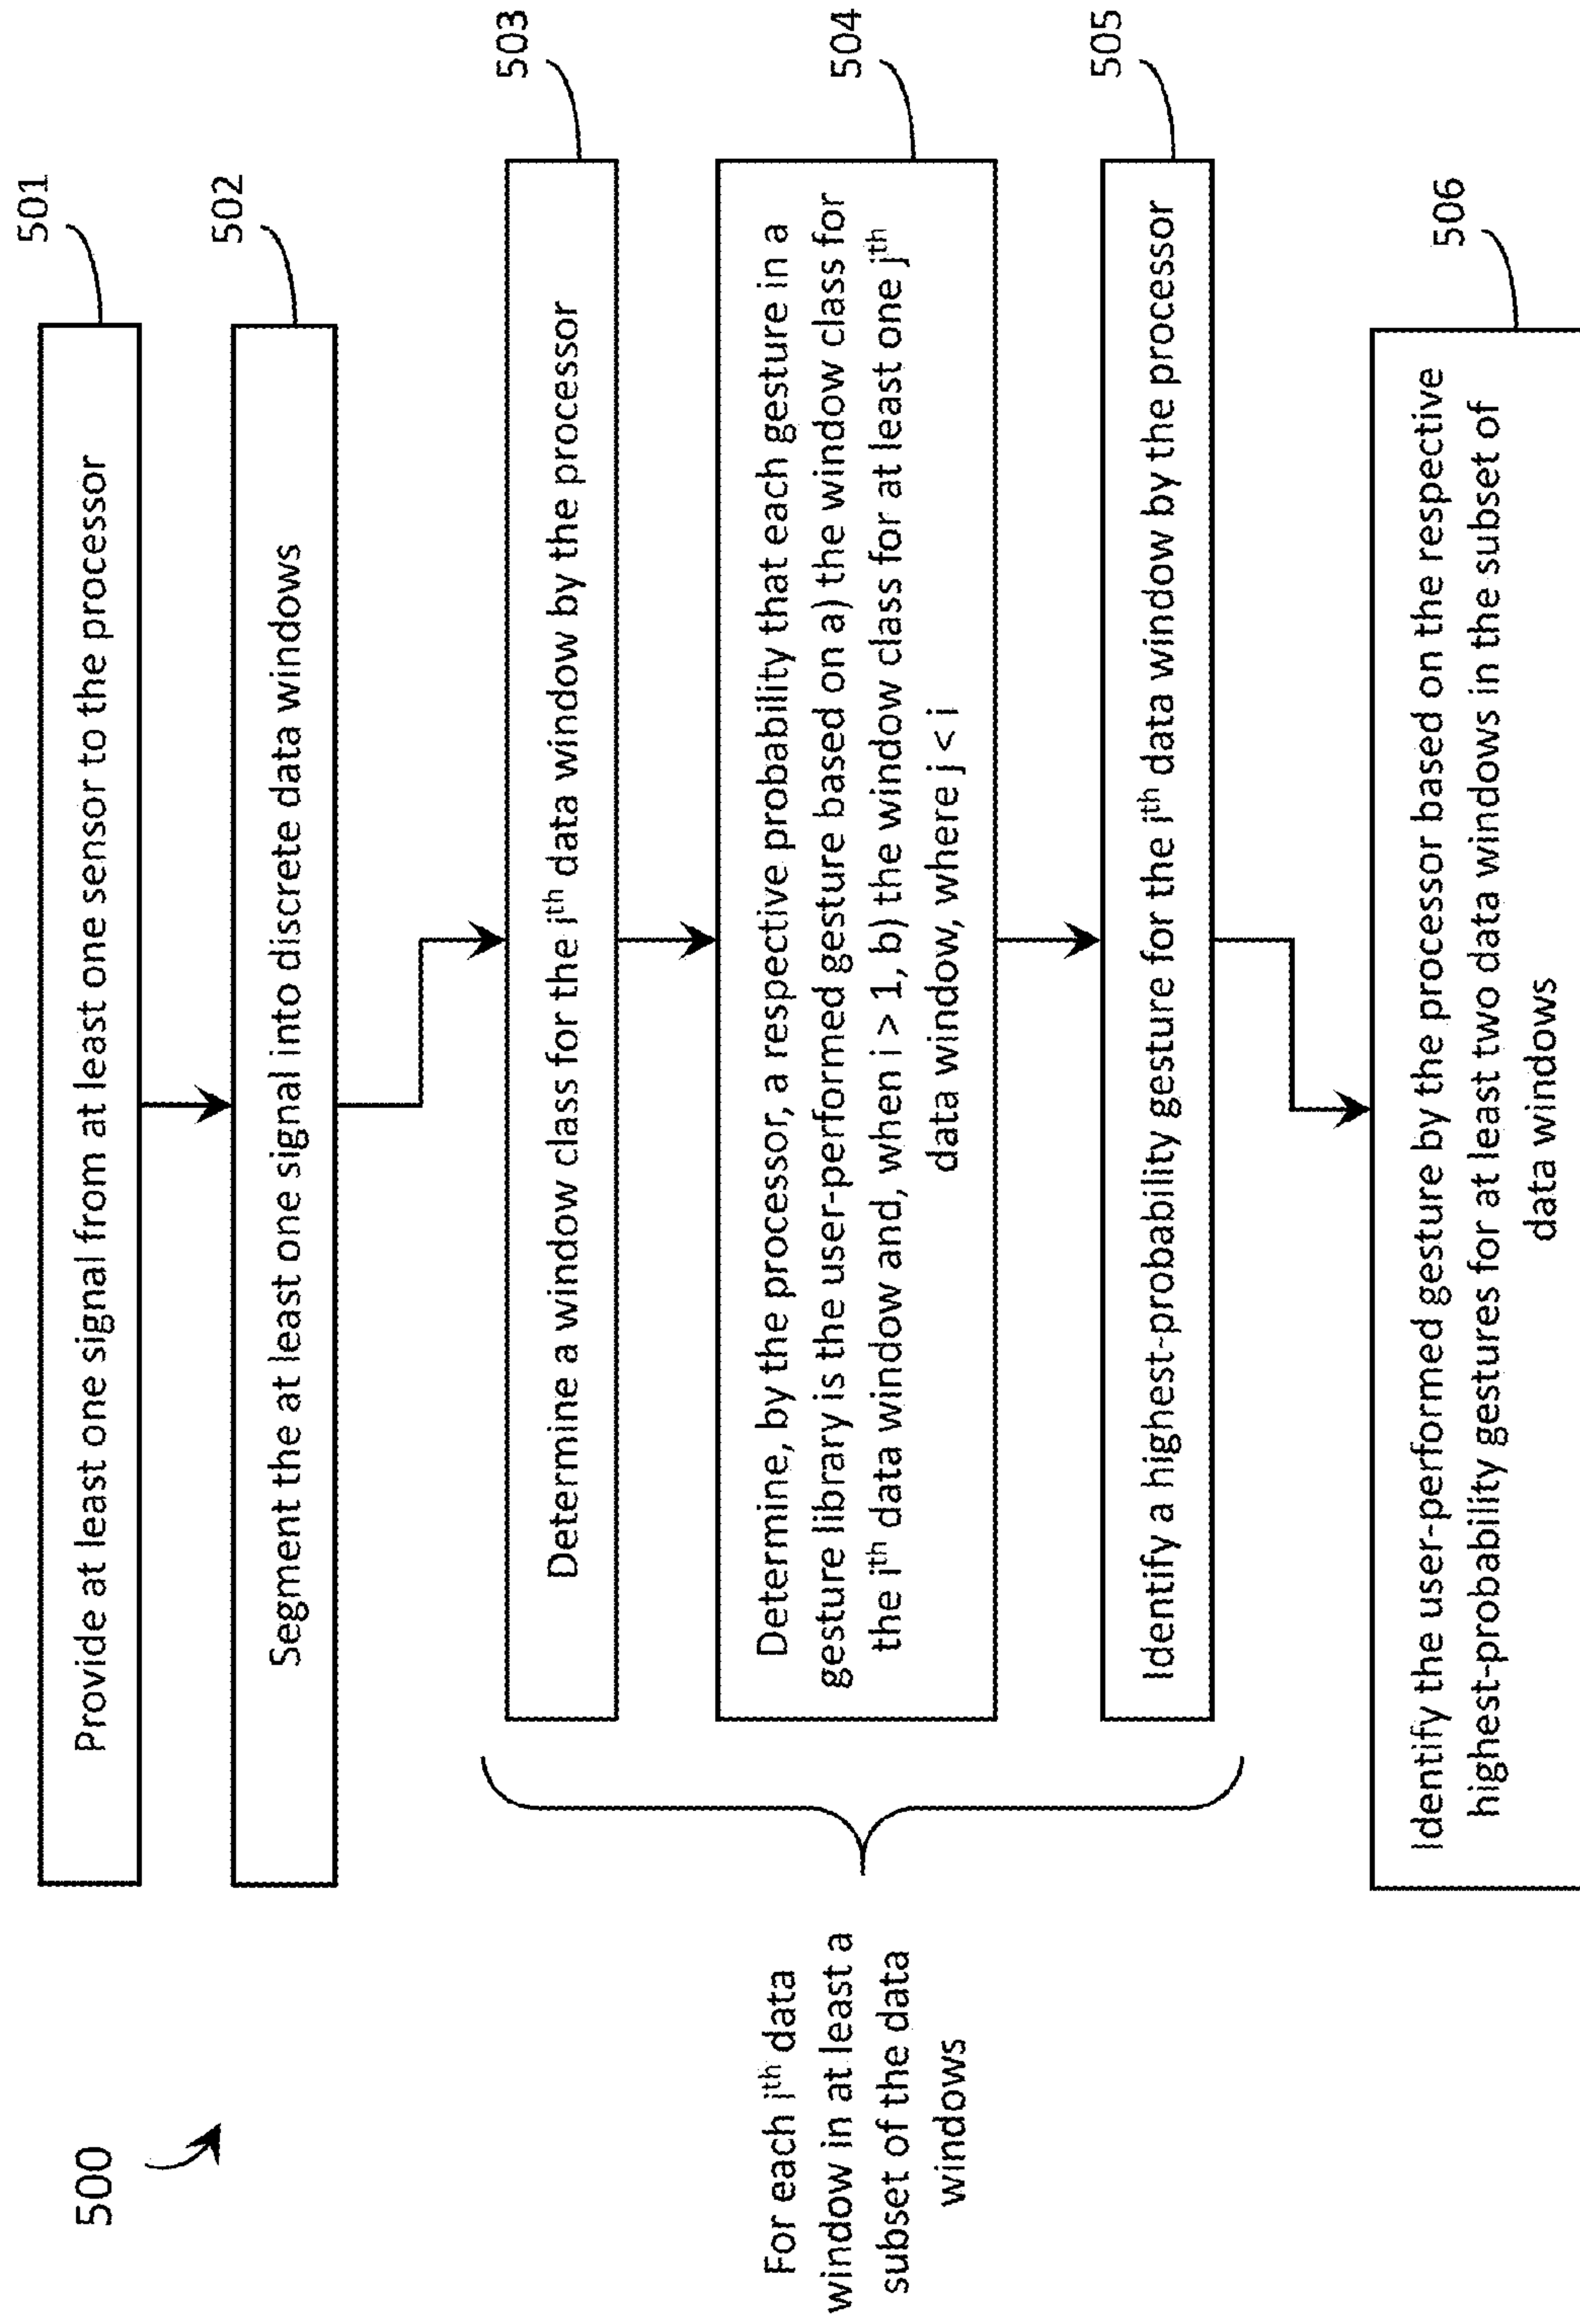 500
501
Provide at least one signal from at least one sensor to the processor
502
Segment the at least one signal into discrete data windows
For each iᵗʰ data
window in at least a
subset of the data
windows
503
Determine a window class for the iᵗʰ data window by the processor
504
Determine, by the processor, a respective probability that each gesture in a
gesture library is the user-performed gesture based on a) the window class for
the iᵗʰ data window and, when i > 1, b) the window class for at least one jᵗʰ
data window, where j < i
505
Identify a highest-probability gesture for the iᵗʰ data window by the processor
506
Identify the user-performed gesture by the processor based on the respective
highest-probability gestures for at least two data windows in the subset of
data windows